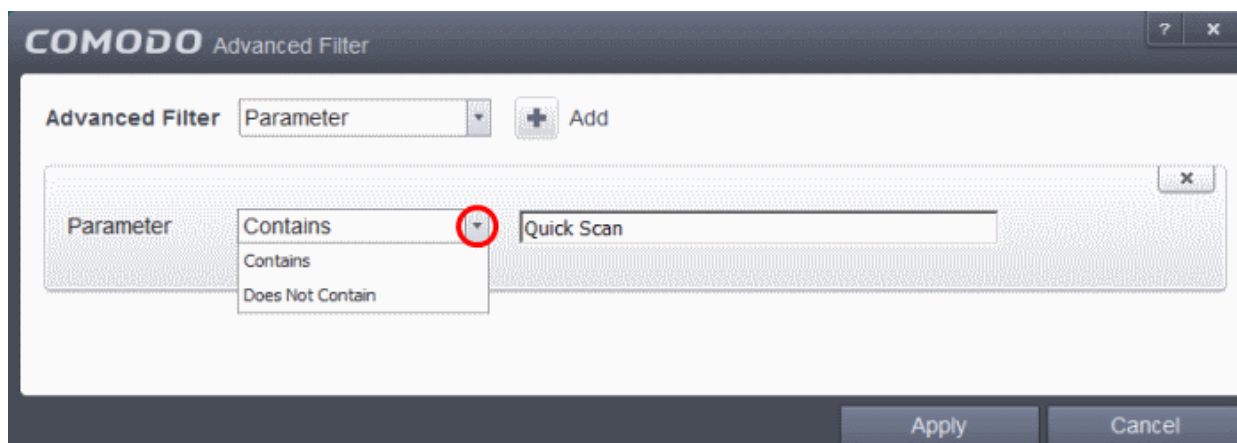 COMODO Advanced Filter ? x
Advanced Filter Parameter + Add
x
Parameter Contains Quick Scan
Contains
Does Not Contain
Apply Cancel